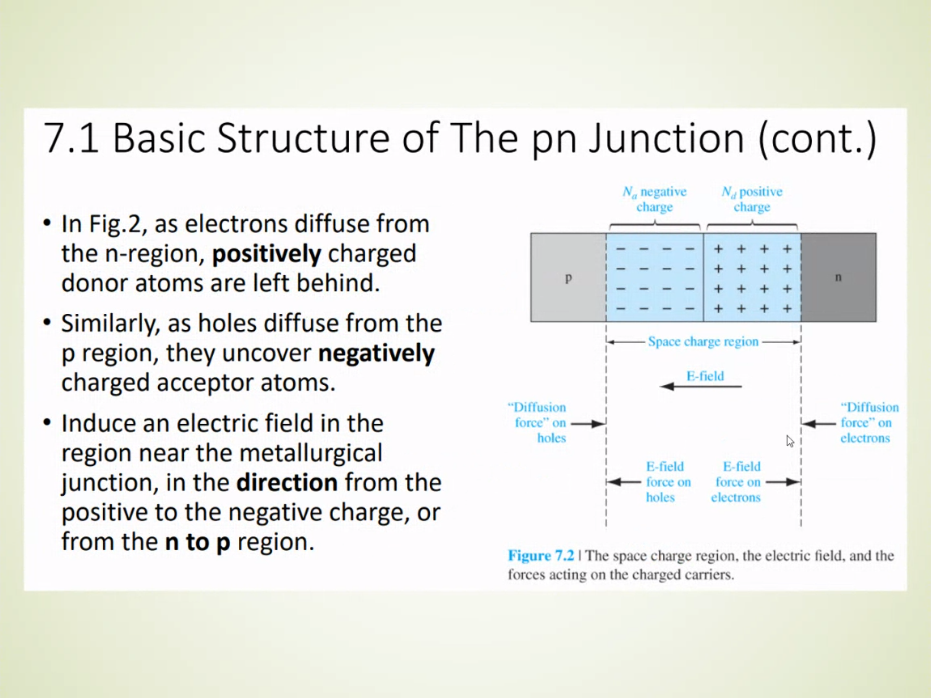 7.1 Basic Structure of The pn Junction (cont.)
• In Fig.2, as electrons diffuse from
the n-region, positively charged
donor atoms are left behind.
• Similarly, as holes diffuse from the
p region, they uncover negatively
charged acceptor atoms.
• Induce an electric field in the
region near the metallurgical
junction, in the direction from the
positive to the negative charge, or
from the n to p region.
Na negative
charge
Nd positive
charge
p
− − − − + + + +
− − − − + + + +
− − − − + + + +
− − − − + + + +
n
Space charge region
E-field
"Diffusion
force" on
holes
"Diffusion
force" on
electrons
E-field
force on
holes
E-field
force on
electrons
Figure 7.2 | The space charge region, the electric field, and the
forces acting on the charged carriers.